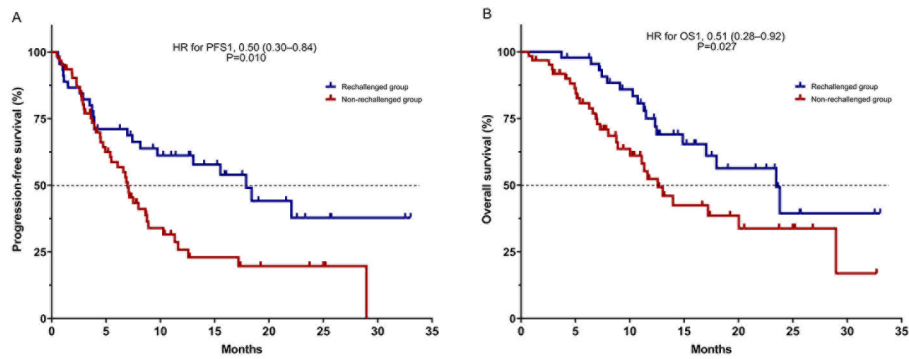 A
HR for PFS1, 0.50 (0.30–0.84)
P=0.010
Rechallenged group
Non-rechallenged group
Progression-free survival (%)
100
75
50
25
0
0 5 10 15 20 25 30 35
Months
B
HR for OS1, 0.51 (0.28–0.92)
P=0.027
Rechallenged group
Non-rechallenged group
Overall survival (%)
100
75
50
25
0
0 5 10 15 20 25 30 35
Months